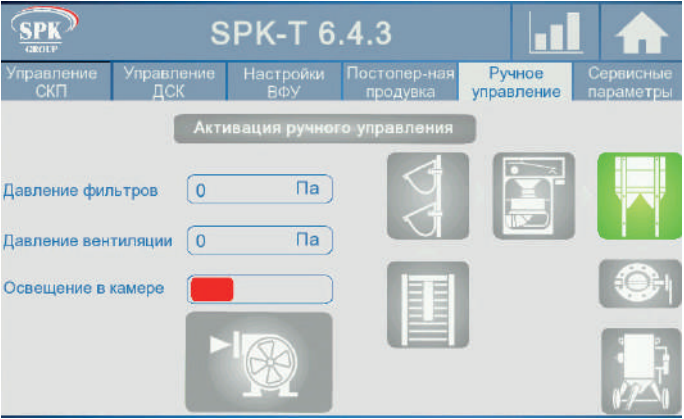 SPK
GROUP
SPK-T 6.4.3
Управление
СКП
Управление
ДСК
Настройки
ВФУ
Постопер-ная
продувка
Ручное
управление
Сервисные
параметры
Активация ручного управления
Давление фильтров 0 Па
Давление вентиляции 0 Па
Освещение в камере